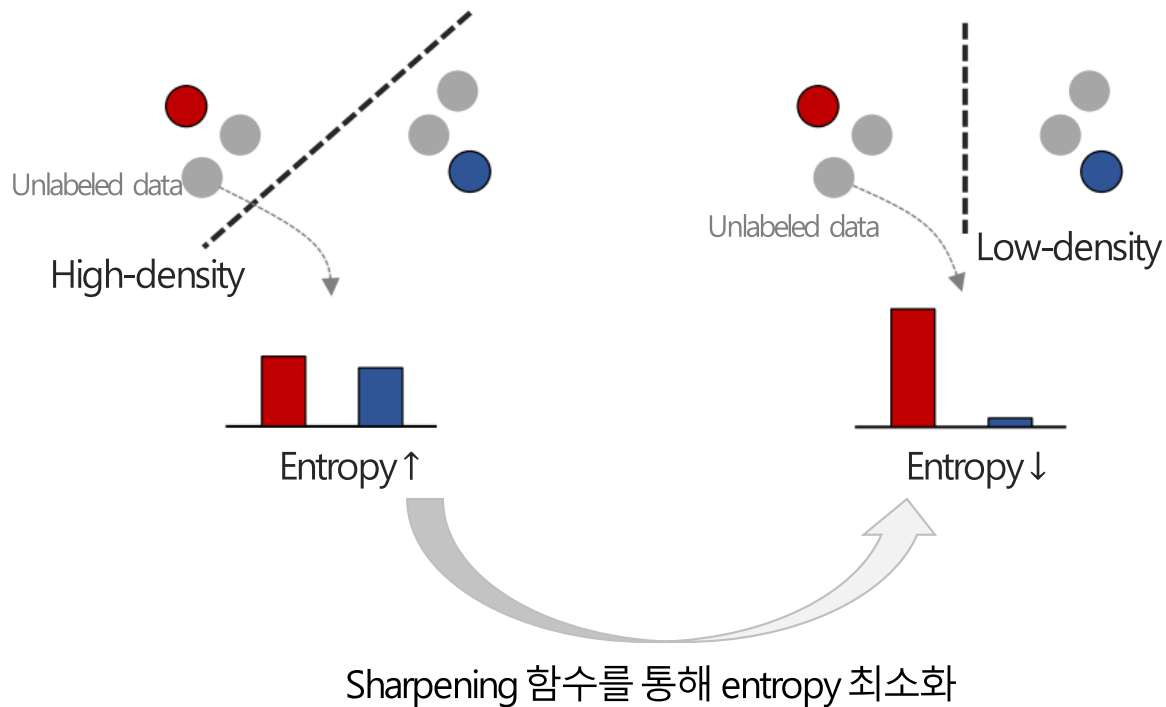 Unlabeled data
High-density
Unlabeled data
Low-density
Entropy↑
Entropy↓
Sharpening 함수를 통해 entropy 최소화